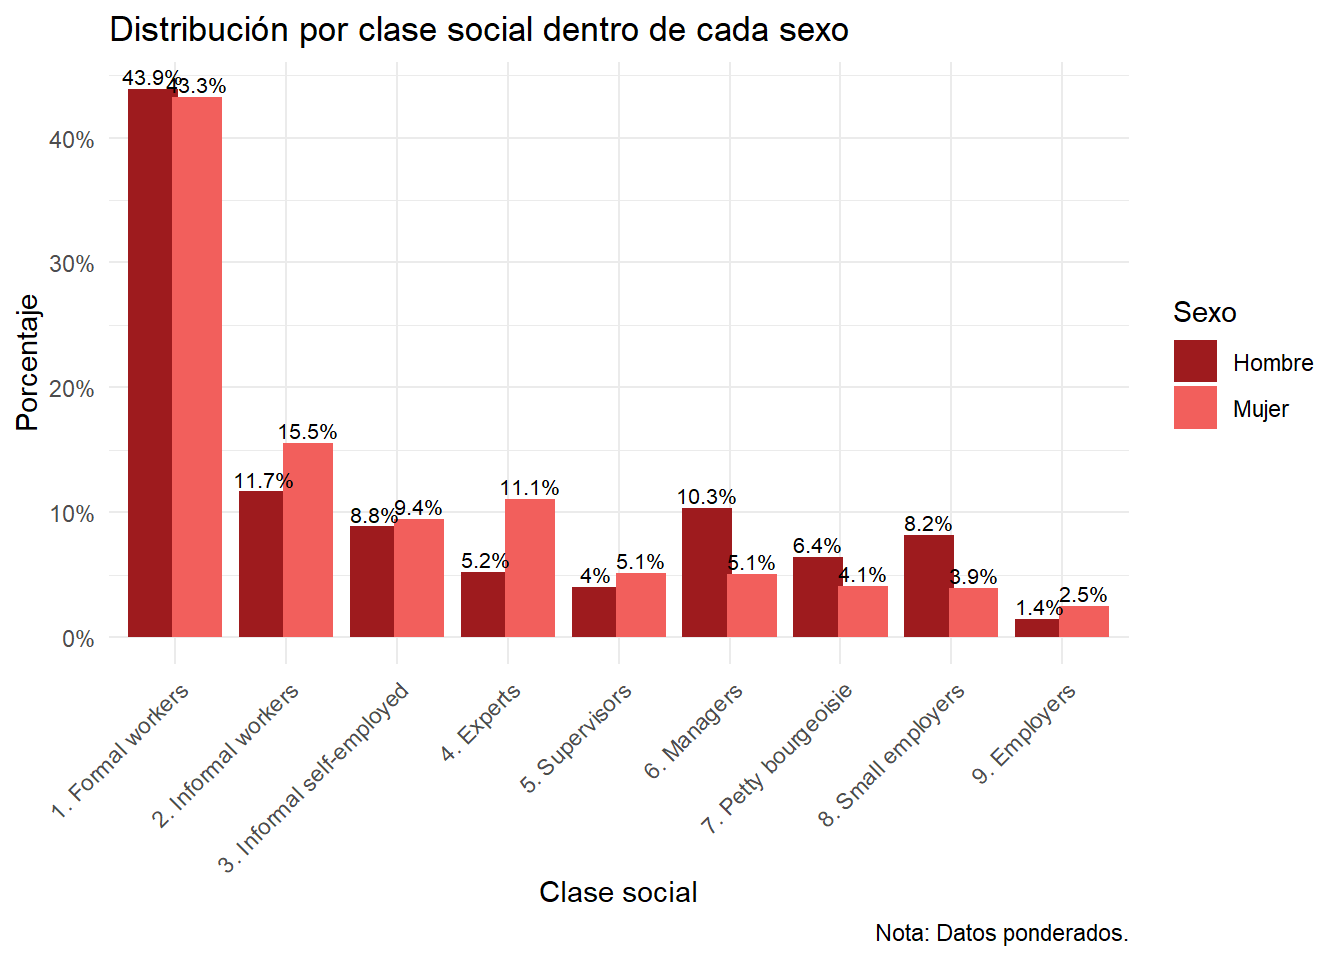 Distribución por clase social dentro de cada sexo
43.9%
43.3%
11.7%
15.5%
8.8%
9.4%
5.2%
11.1%
4%
5.1%
10.3%
5.1%
6.4%
4.1%
8.2%
3.9%
1.4%
2.5%
40%
30%
20%
10%
0%
Porcentaje
1. Formal workers
2. Informal workers
3. Informal self-employed
4. Experts
5. Supervisors
6. Managers
7. Petty bourgeoisie
8. Small employers
9. Employers
Clase social
Sexo
Hombre
Mujer
Nota: Datos ponderados.